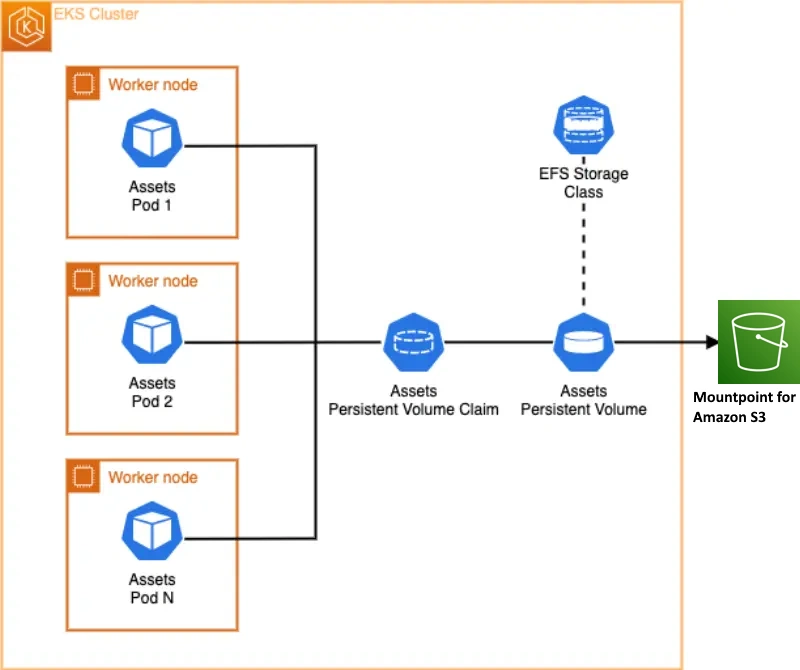 EKS Cluster
Worker node
Assets
Pod 1
EFS Storage
Class
Worker node
Assets
Pod 2
Assets
Persistent Volume Claim
Assets
Persistent Volume
Mountpoint for
Amazon S3
Worker node
Assets
Pod N